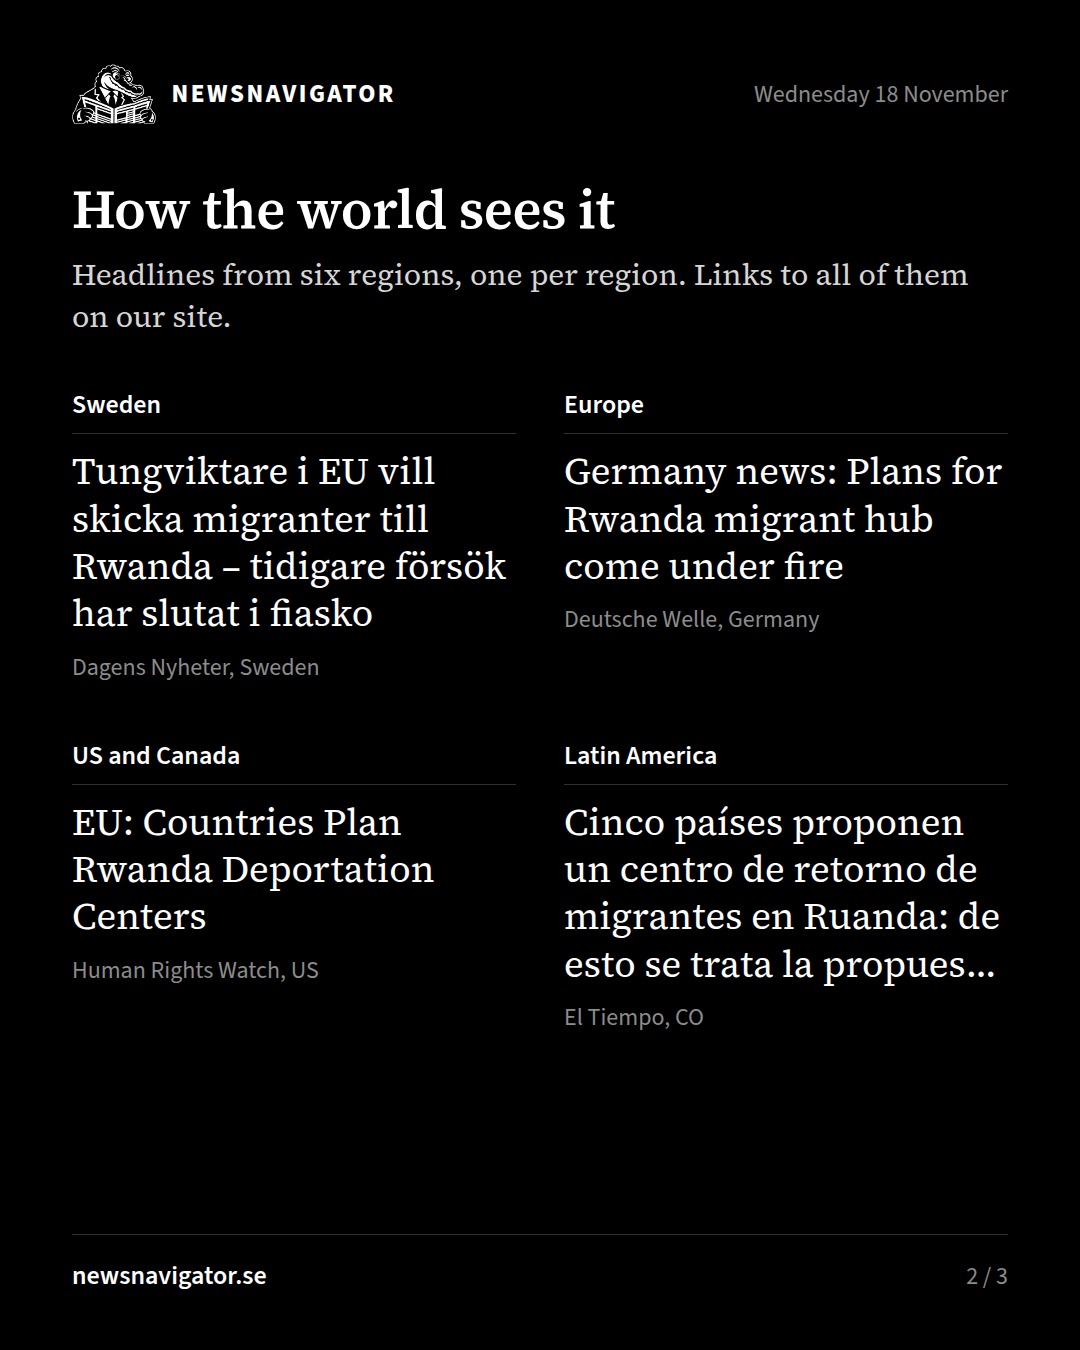 NEWSNAVIGATOR
Wednesday 18 November
How the world sees it
Headlines from six regions, one per region. Links to all of them
on our site.
Sweden
Tungviktare i EU vill
skicka migranter till
Rwanda – tidigare försök
har slutat i fiasko
Dagens Nyheter, Sweden
Europe
Germany news: Plans for
Rwanda migrant hub
come under fire
Deutsche Welle, Germany
US and Canada
EU: Countries Plan
Rwanda Deportation
Centers
Human Rights Watch, US
Latin America
Cinco países proponen
un centro de retorno de
migrantes en Ruanda: de
esto se trata la propues...
El Tiempo, CO
newsnavigator.se
2 / 3